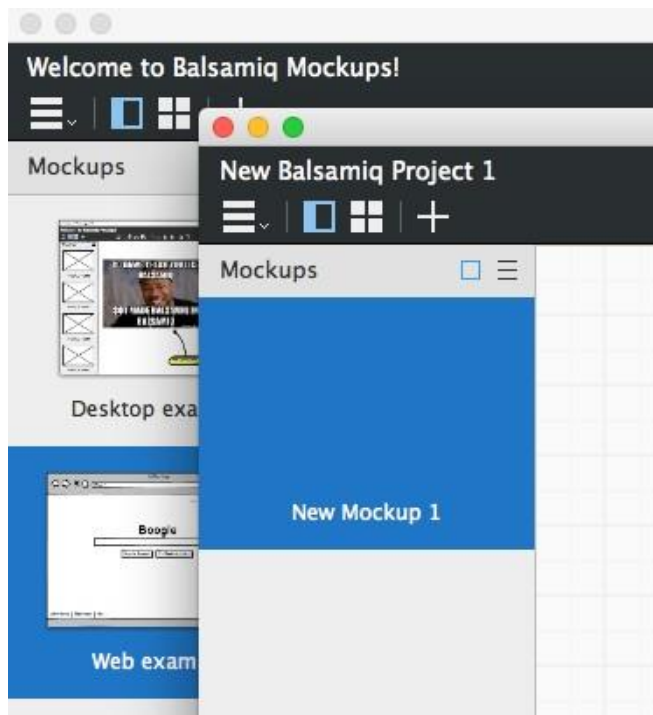 Welcome to Balsamiq Mockups!
Mockups
Desktop exa
Boogle
Web exam
New Balsamiq Project 1
Mockups
New Mockup 1